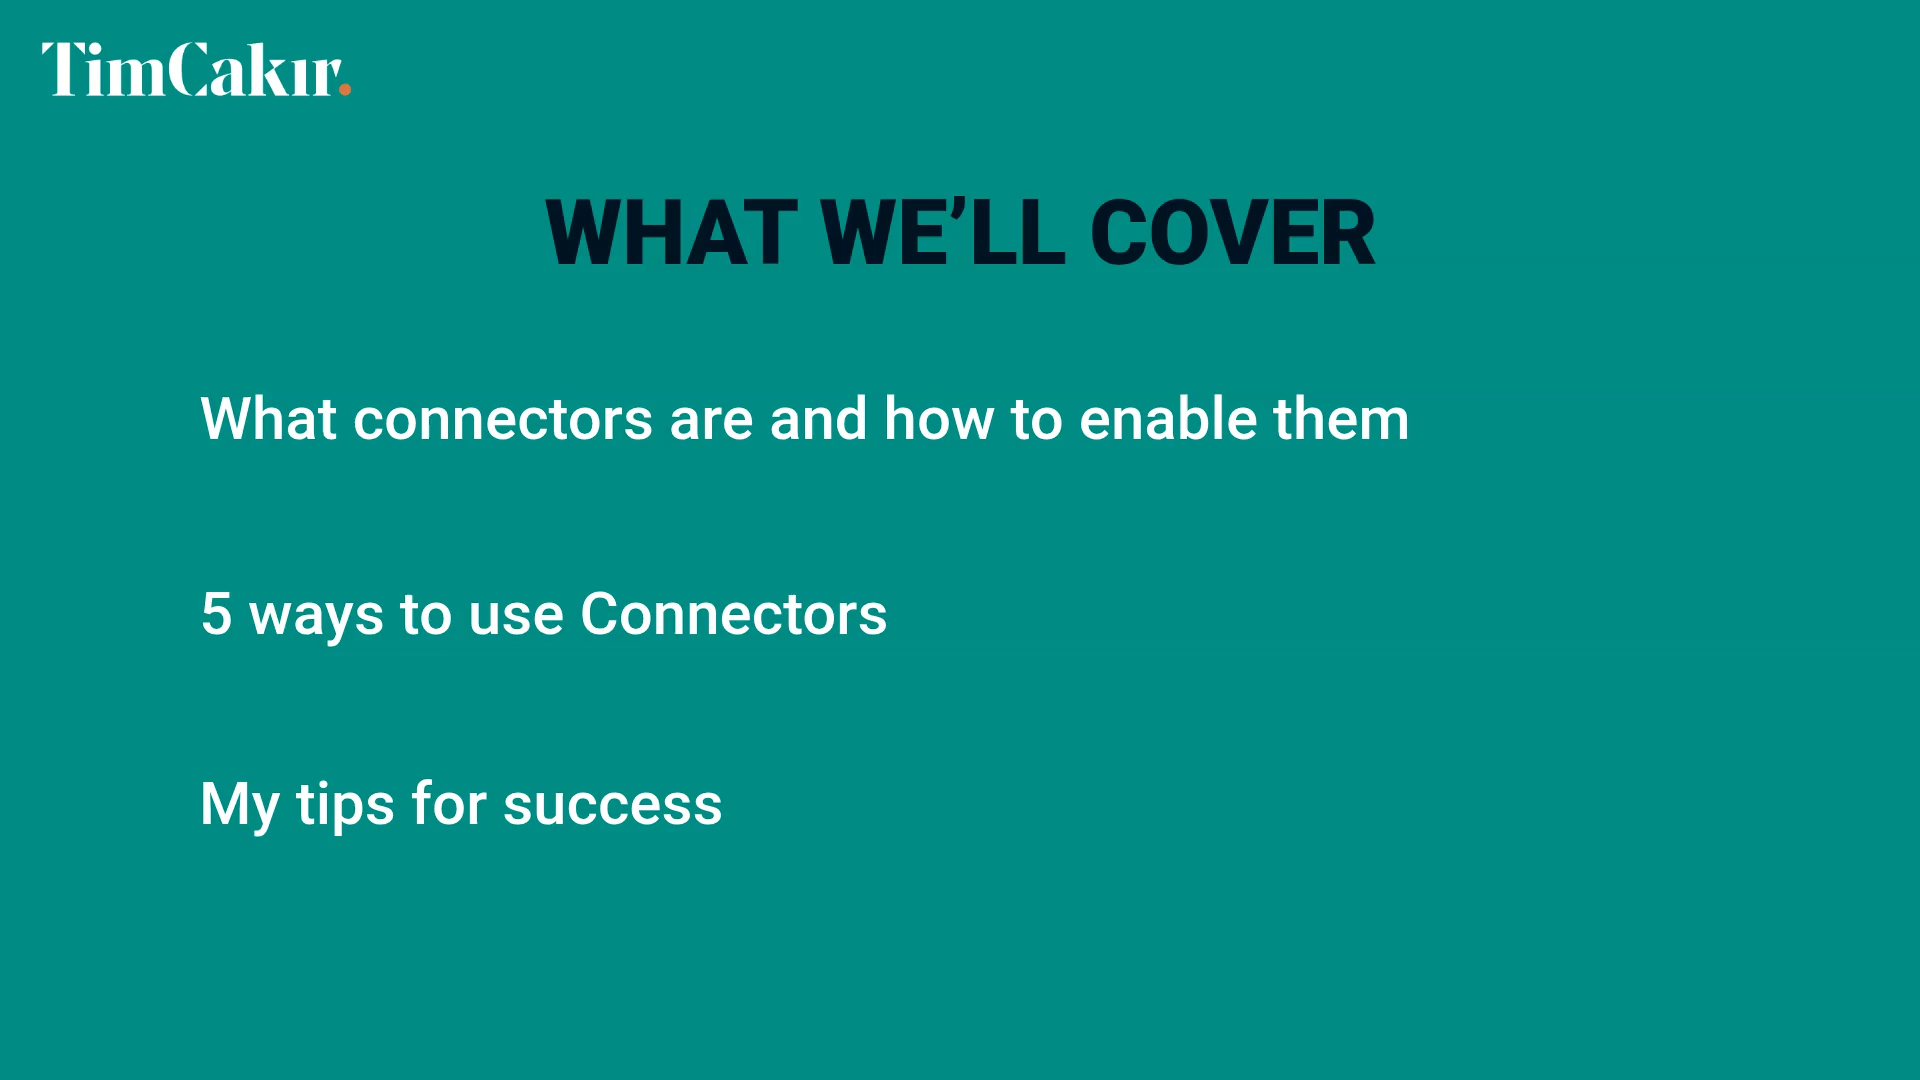 TimCakır.
WHAT WE’LL COVER
What connectors are and how to enable them
5 ways to use Connectors
My tips for success